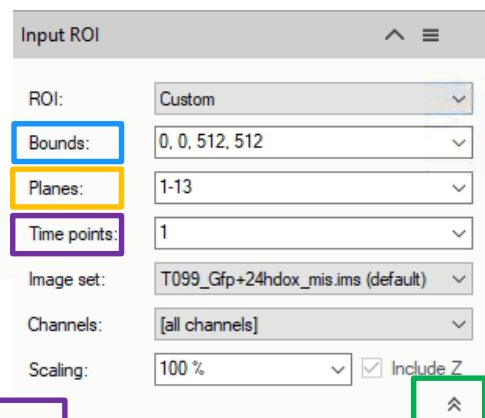 Input ROI
ROI: Custom
Bounds: 0, 0, 512, 512
Planes: 1-13
Time points: 1
Image set: T099_Gfp+24hdox_mis.ims (default)
Channels: [all channels]
Scaling: 100 % Include Z